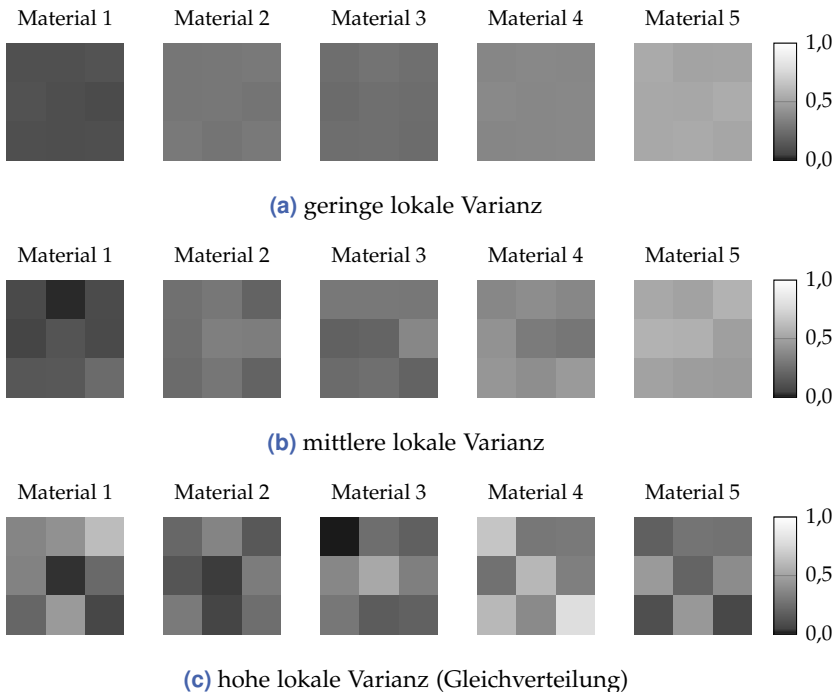 Material 1 Material 2 Material 3 Material 4 Material 5
1,0
0,5
0,0
(a) geringe lokale Varianz
Material 1 Material 2 Material 3 Material 4 Material 5
1,0
0,5
0,0
(b) mittlere lokale Varianz
Material 1 Material 2 Material 3 Material 4 Material 5
1,0
0,5
0,0
(c) hohe lokale Varianz (Gleichverteilung)